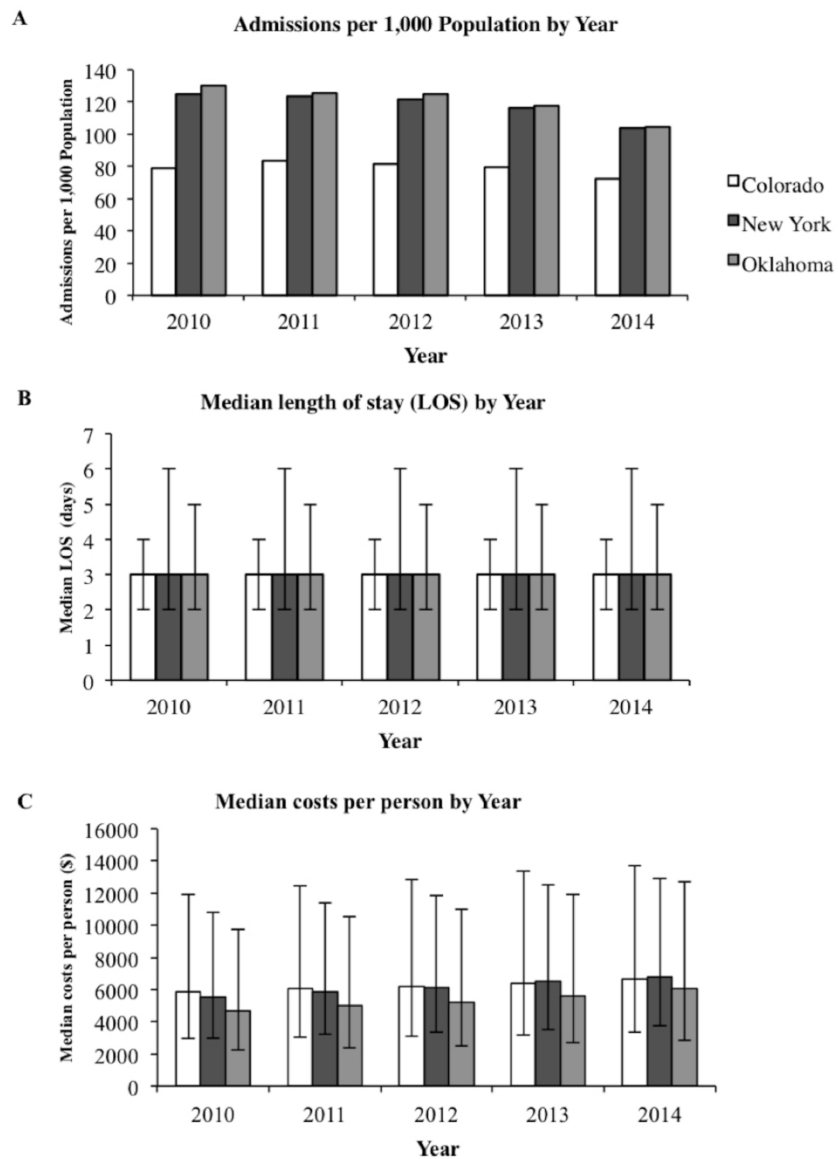 A
Admissions per 1,000 Population by Year
Admissions per 1,000 Population
140
120
100
80
60
40
20
0
2010 2011 2012 2013 2014
Year
Colorado
New York
Oklahoma
B
Median length of stay (LOS) by Year
Median LOS (days)
7
6
5
4
3
2
1
0
2010 2011 2012 2013 2014
Year
C
Median costs per person by Year
Median costs per person ($)
16000
14000
12000
10000
8000
6000
4000
2000
0
2010 2011 2012 2013 2014
Year